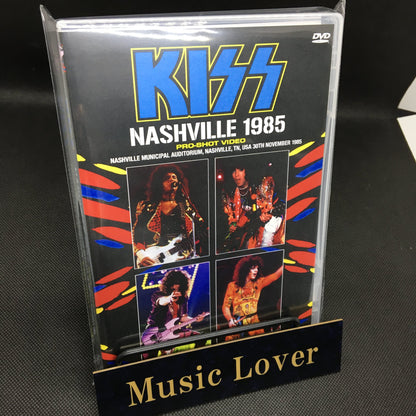 DVD
KISS
NASHVILLE 1985
PRO-SHOT VIDEO
NASHVILLE MUNICIPAL AUDITORIUM, NASHVILLE, TN, USA 30TH NOVEMBER 1985
Music Lover